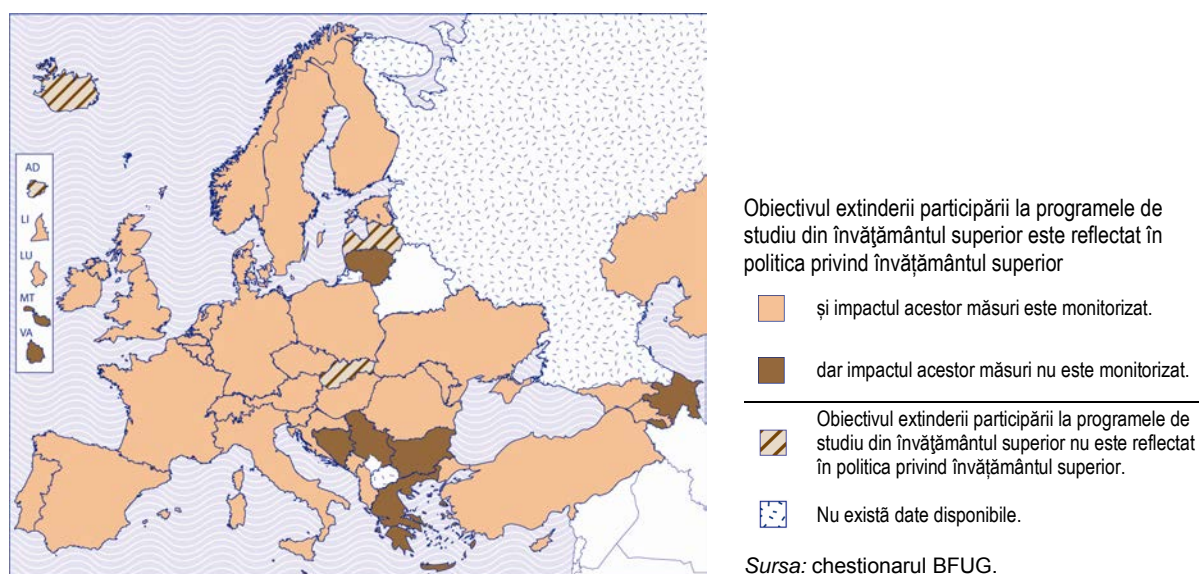 AD
LI
LU
MT
VA
Obiectivul extinderii participării la programele de
studiu din învăţământul superior este reflectat în
politica privind învățământul superior
și impactul acestor măsuri este monitorizat.
dar impactul acestor măsuri nu este monitorizat.
Obiectivul extinderii participării la programele de
studiu din învăţământul superior nu este reflectat
în politica privind învățământul superior.
Nu existã date disponibile.
Sursa: chestionarul BFUG.